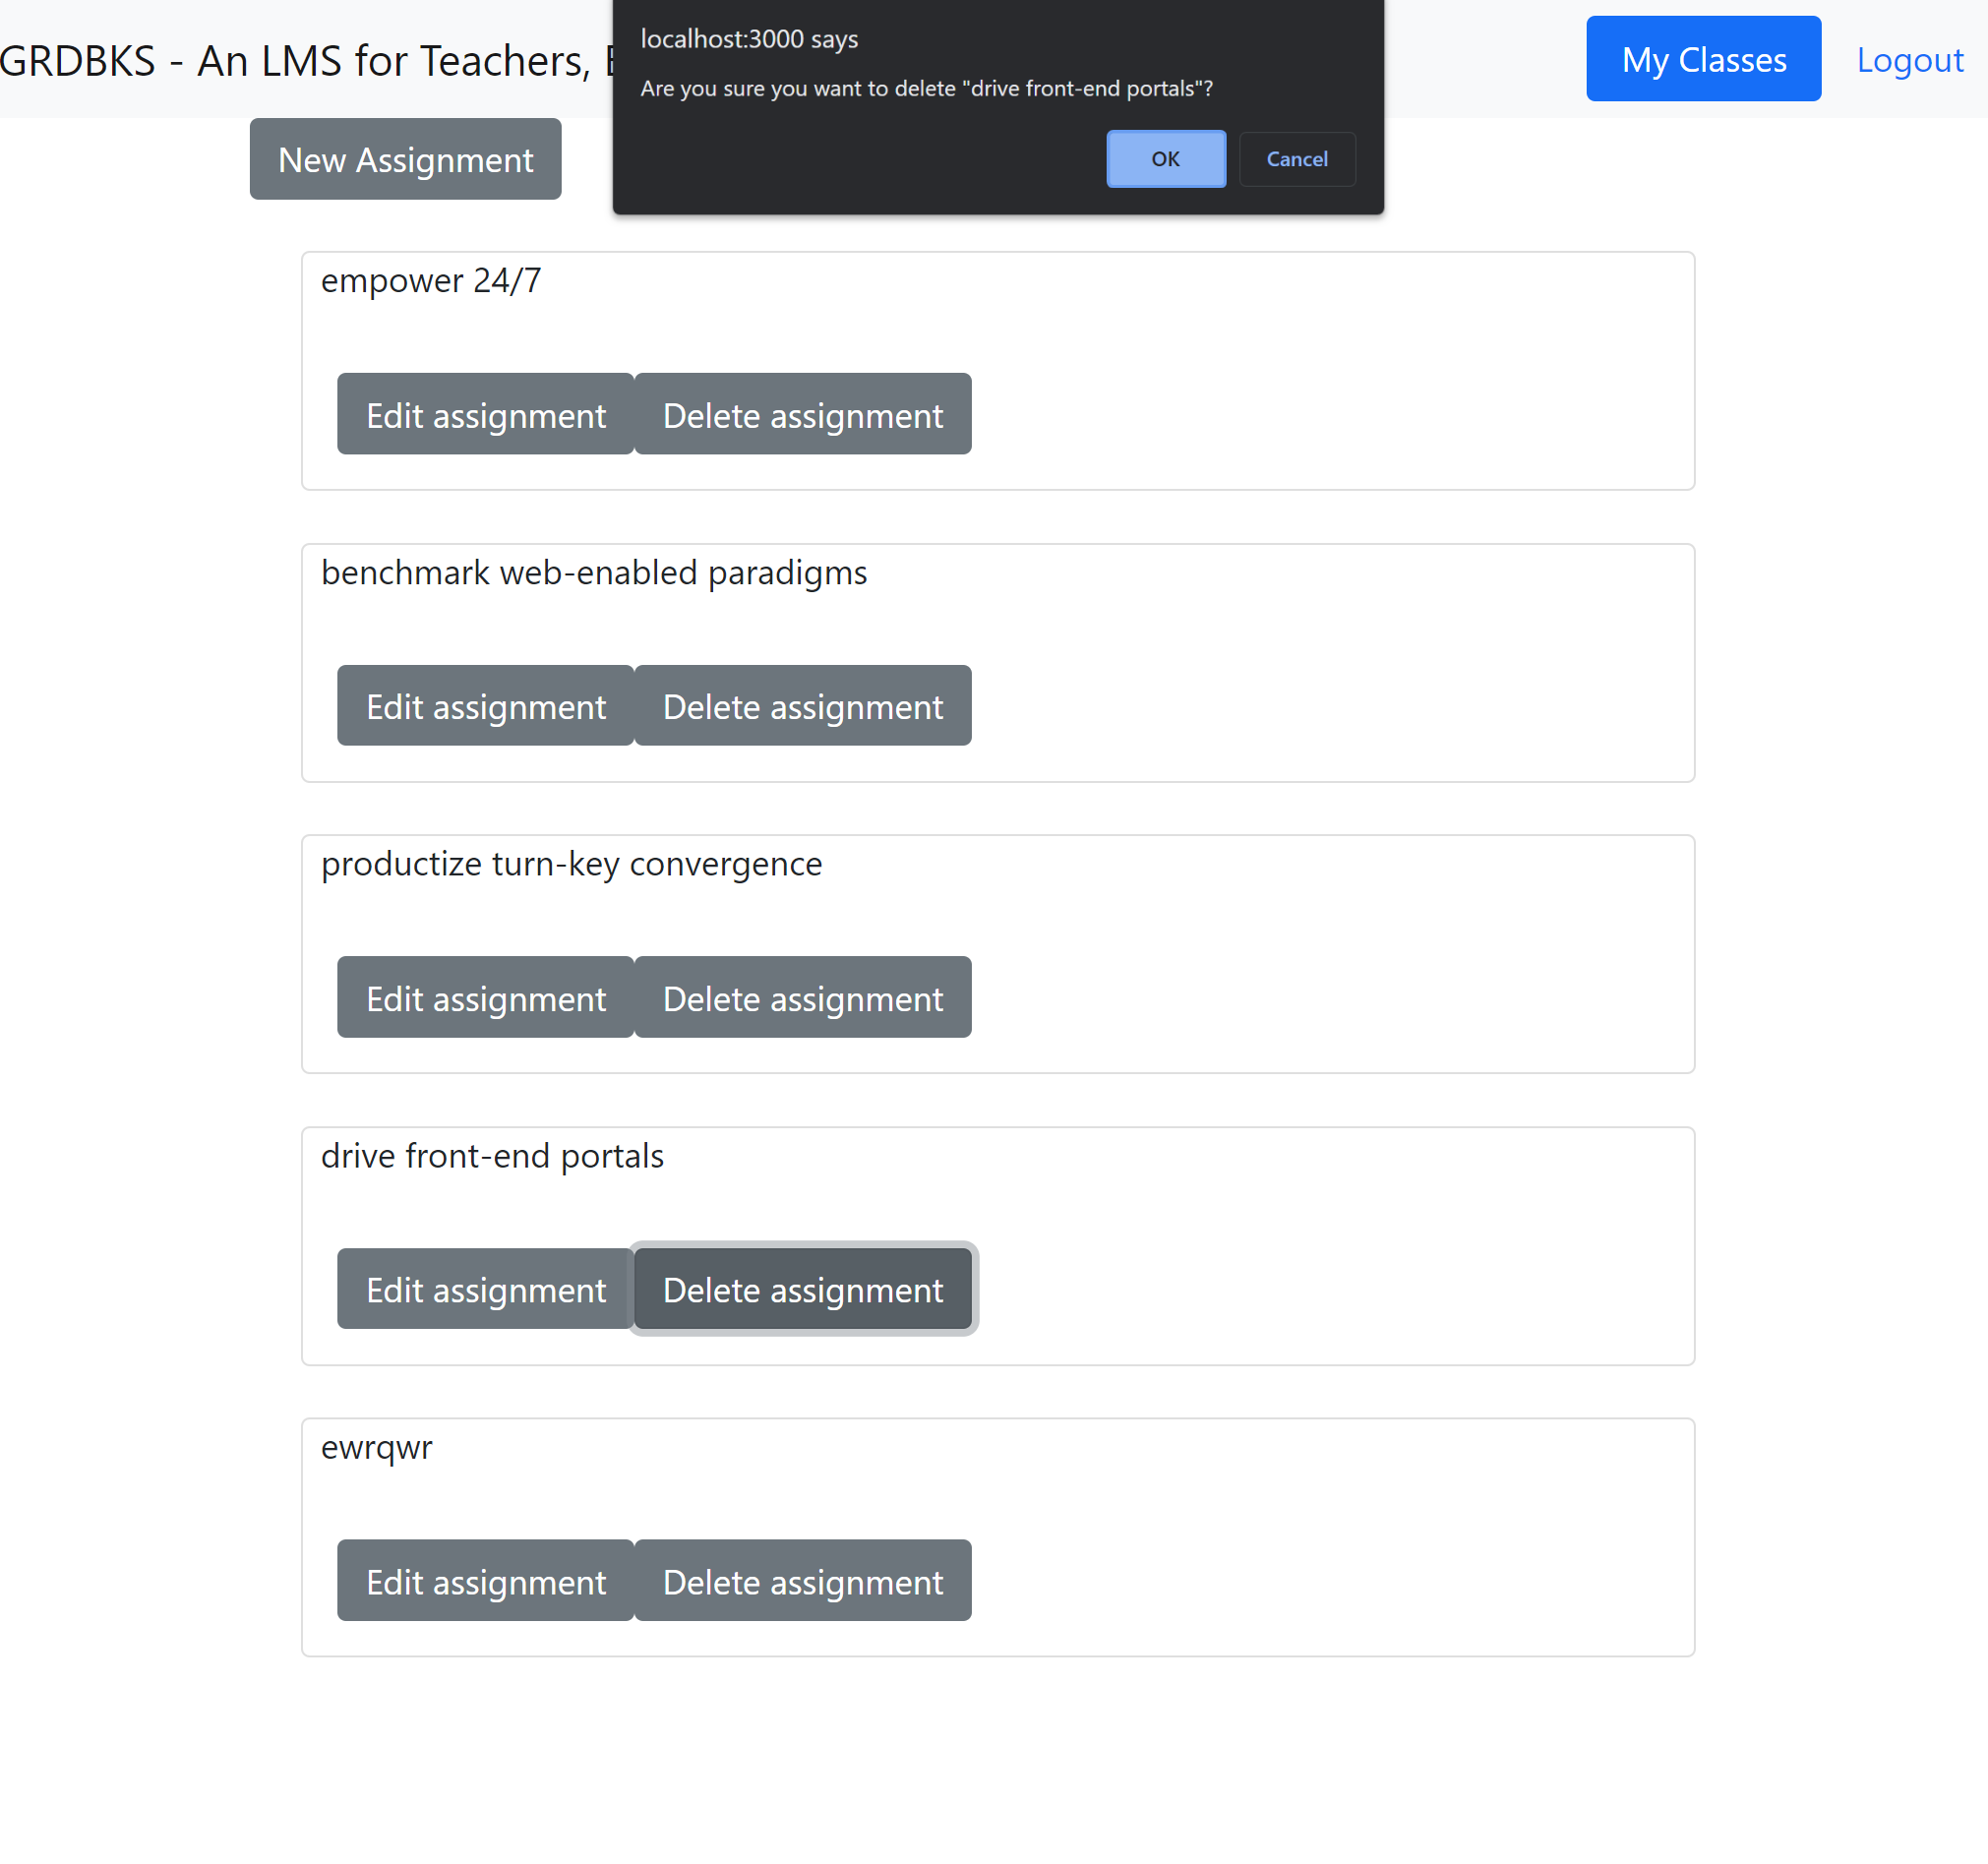 GRDBKS - An LMS for Teachers,
localhost:3000 says
Are you sure you want to delete "drive front-end portals"?
OK Cancel
My Classes Logout
New Assignment
empower 24/7
Edit assignment Delete assignment
benchmark web-enabled paradigms
Edit assignment Delete assignment
productize turn-key convergence
Edit assignment Delete assignment
drive front-end portals
Edit assignment Delete assignment
ewrqwr
Edit assignment Delete assignment